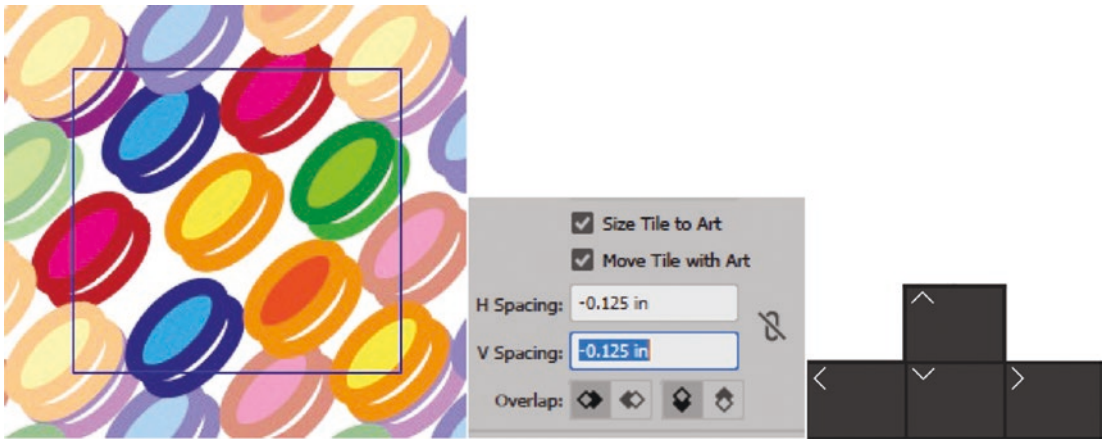 Size Tile to Art
Move Tile with Art
H Spacing: -0.125 in
V Spacing: -0.125 in
Overlap: